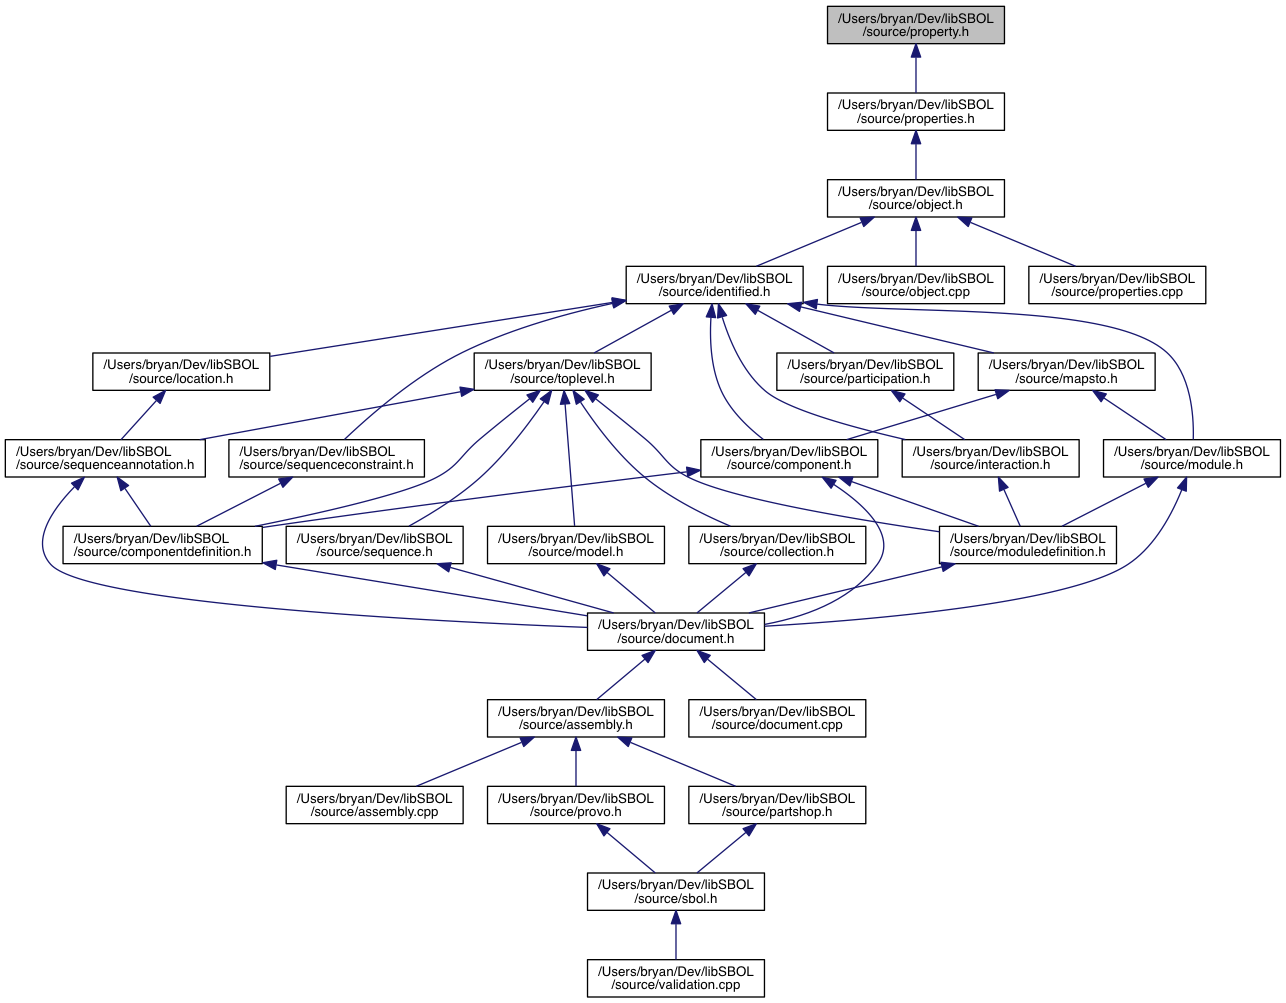 /Users/bryan/Dev/libSBOL
/source/property.h
/Users/bryan/Dev/libSBOL
/source/properties.h
/Users/bryan/Dev/libSBOL
/source/object.h
/Users/bryan/Dev/libSBOL
/source/identified.h
/Users/bryan/Dev/libSBOL
/source/object.cpp
/Users/bryan/Dev/libSBOL
/source/properties.cpp
/Users/bryan/Dev/libSBOL
/source/location.h
/Users/bryan/Dev/libSBOL
/source/toplevel.h
/Users/bryan/Dev/libSBOL
/source/participation.h
/Users/bryan/Dev/libSBOL
/source/mapsto.h
/Users/bryan/Dev/libSBOL
/source/sequenceannotation.h
/Users/bryan/Dev/libSBOL
/source/sequenceconstraint.h
/Users/bryan/Dev/libSBOL
/source/component.h
/Users/bryan/Dev/libSBOL
/source/interaction.h
/Users/bryan/Dev/libSBOL
/source/module.h
/Users/bryan/Dev/libSBOL
/source/componentdefinition.h
/Users/bryan/Dev/libSBOL
/source/sequence.h
/Users/bryan/Dev/libSBOL
/source/model.h
/Users/bryan/Dev/libSBOL
/source/collection.h
/Users/bryan/Dev/libSBOL
/source/moduledefinition.h
/Users/bryan/Dev/libSBOL
/source/document.h
/Users/bryan/Dev/libSBOL
/source/assembly.h
/Users/bryan/Dev/libSBOL
/source/document.cpp
/Users/bryan/Dev/libSBOL
/source/assembly.cpp
/Users/bryan/Dev/libSBOL
/source/provo.h
/Users/bryan/Dev/libSBOL
/source/partshop.h
/Users/bryan/Dev/libSBOL
/source/sbol.h
/Users/bryan/Dev/libSBOL
/source/validation.cpp